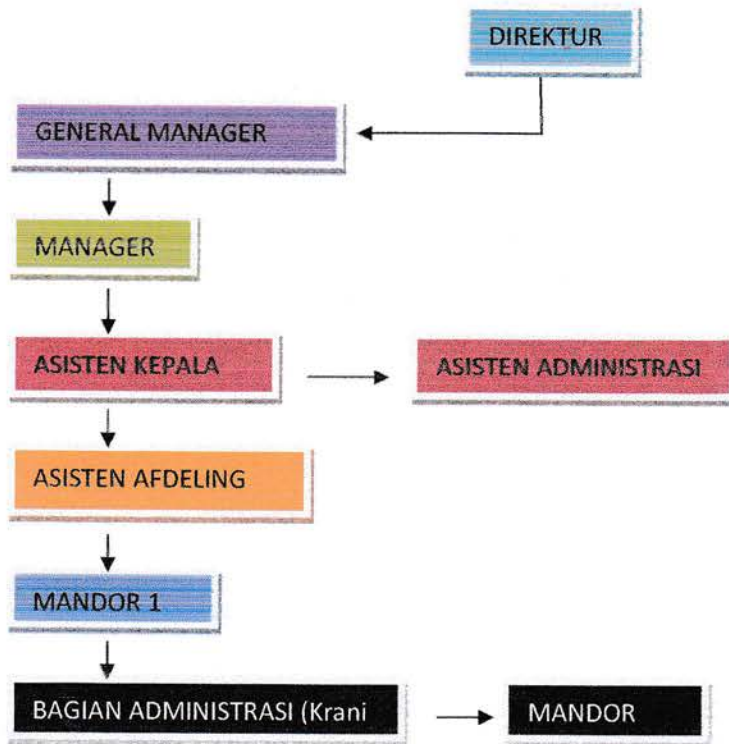 DIREKTUR
GENERAL MANAGER
MANAGER
ASISTEN KEPALA
ASISTEN ADMINISTRASI
ASISTEN AFDELING
MANDOR 1
BAGIAN ADMINISTRASI (Krani
MANDOR